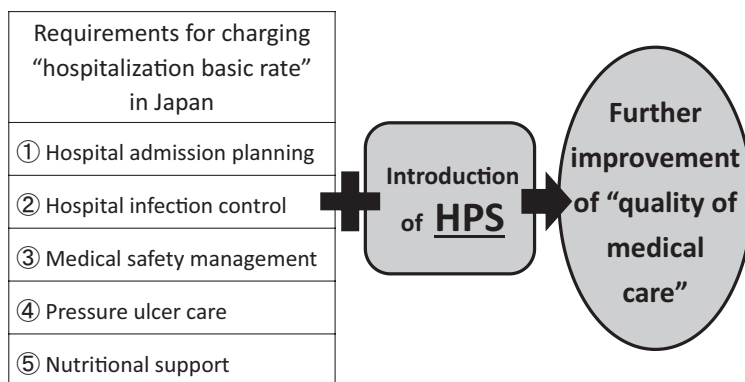 Requirements for charging
“hospitalization basic rate”
in Japan
① Hospital admission planning
② Hospital infection control
③ Medical safety management
④ Pressure ulcer care
⑤ Nutritional support
Introduction
of HPS
Further
improvement
of “quality of
medical
care”